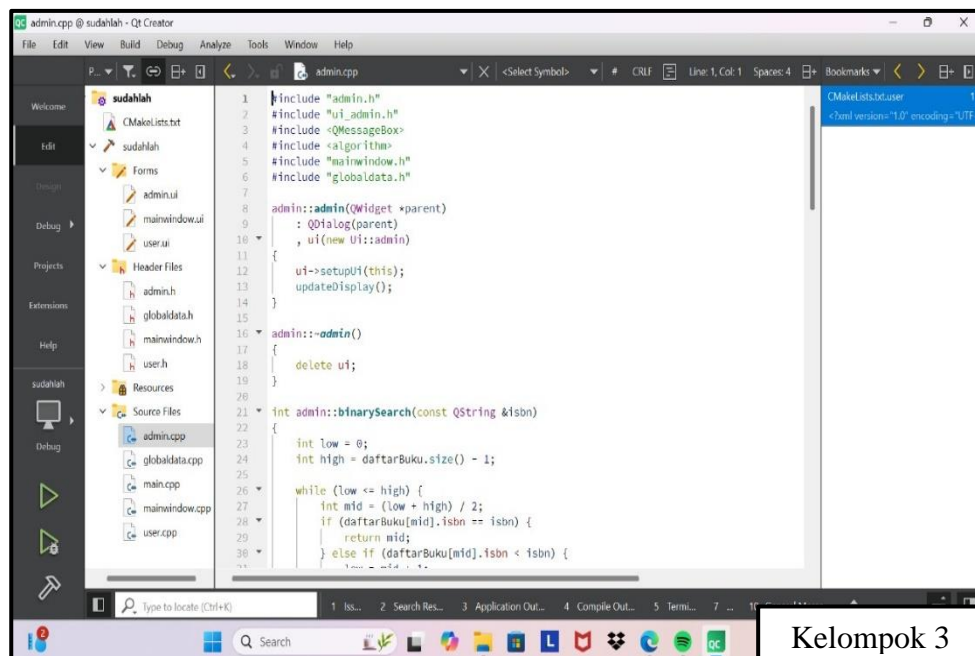 admin.cpp @ sudahlah - Qt Creator
File Edit View Build Debug Analyze Tools Window Help
P... admin.cpp <Select Symbol> # CRLF Line: 1, Col: 1 Spaces: 4 Bookmarks
Welcome
Edit
Design
Debug
Projects
Extensions
Help
sudahlah
Debug
sudahlah
CMakeLists.txt
sudahlah
Forms
admin.ui
mainwindow.ui
user.ui
Header Files
admin.h
globaldata.h
mainwindow.h
user.h
Resources
Source Files
admin.cpp
globaldata.cpp
main.cpp
mainwindow.cpp
user.cpp
1 #include "admin.h"
2 #include "ui_admin.h"
3 #include <QMessageBox>
4 #include <algorithm>
5 #include "mainwindow.h"
6 #include "globaldata.h"
7
8 admin::admin(QWidget *parent)
9 : QDialog(parent)
10 , ui(new Ui::admin)
11 {
12 ui->setupUi(this);
13 updateDisplay();
14 }
15
16 admin::~admin()
17 {
18 delete ui;
19 }
20
21 int admin::binarySearch(const QString &isbn)
22 {
23 int low = 0;
24 int high = daftarBuku.size() - 1;
25
26 while (low <= high) {
27 int mid = (low + high) / 2;
28 if (daftarBuku[mid].isbn == isbn) {
29 return mid;
30 } else if (daftarBuku[mid].isbn < isbn) {
31 low = mid + 1;
CMakeLists.txt.user 1
<?xml version="1.0" encoding="UTF
Type to locate (Ctrl+K) 1 Iss... 2 Search Res... 3 Application Out... 4 Compile Out... 5 Termi... 7 ...
2 Search
Kelompok 3